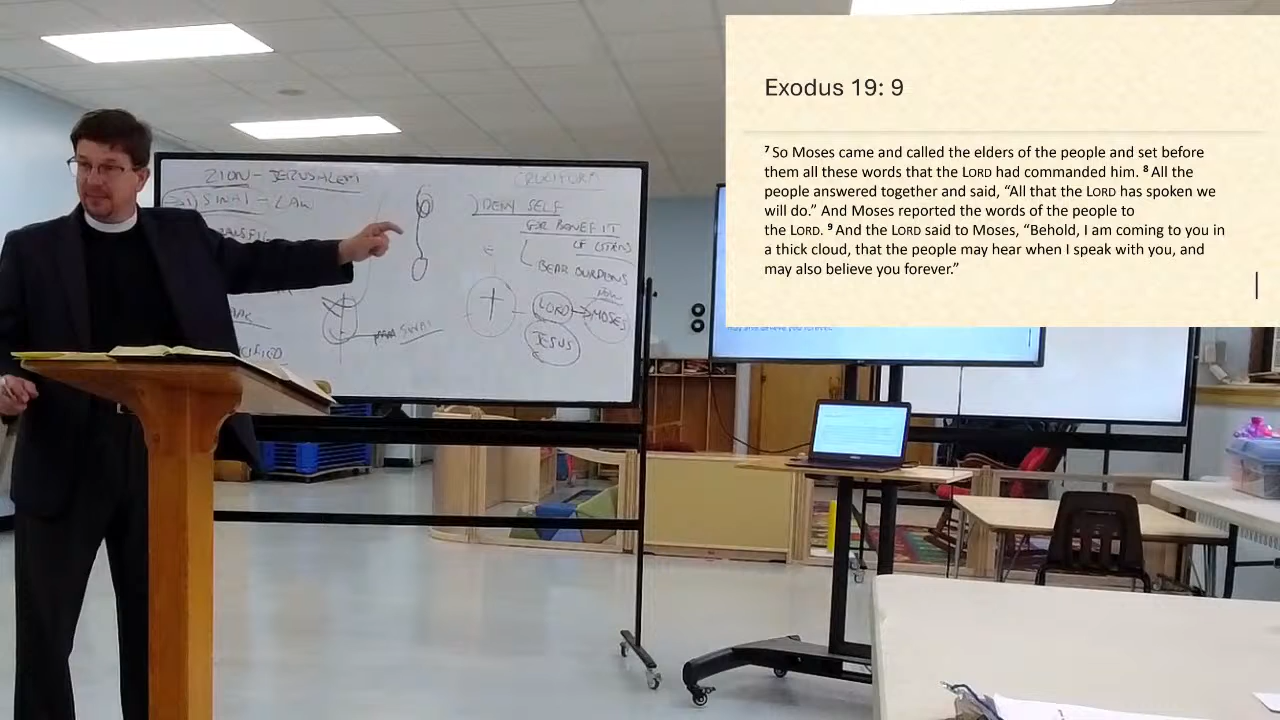 Exodus 19: 9
7 So Moses came and called the elders of the people and set before
them all these words that the LORD had commanded him. 8 All the
people answered together and said, “All that the LORD has spoken we
will do.” And Moses reported the words of the people to
the LORD. 9 And the LORD said to Moses, “Behold, I am coming to you in
a thick cloud, that the people may hear when I speak with you, and
may also believe you forever.”
ZION - JERUSALEM
1) SINAI - LAW
SINAI
CRUCIFORM
) DENY SELF
FOR BENEFIT
OF OTHERS
BEAR BURDENS
LORD
MOSES
JESUS